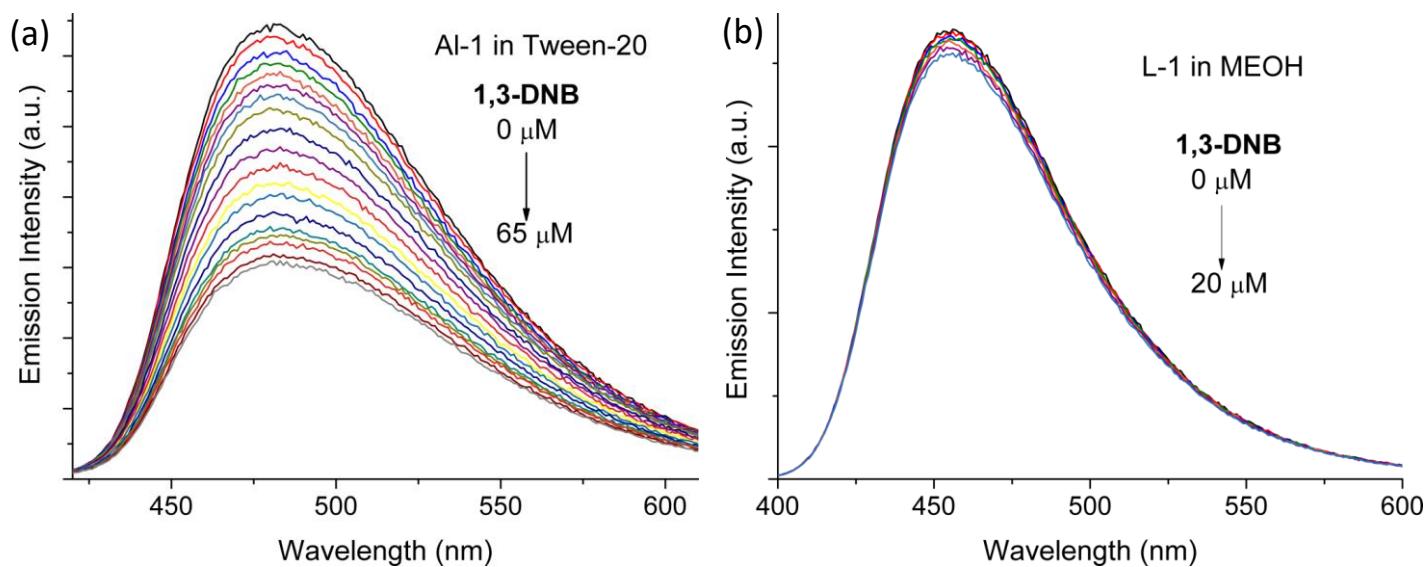 (a)
Al-1 in Tween-20
1,3-DNB
0 μM
65 μM
Emission Intensity (a.u.)
450 500 550 600
Wavelength (nm)
(b)
L-1 in MEOH
1,3-DNB
0 μM
20 μM
Emission Intensity (a.u.)
400 450 500 550 600
Wavelength (nm)